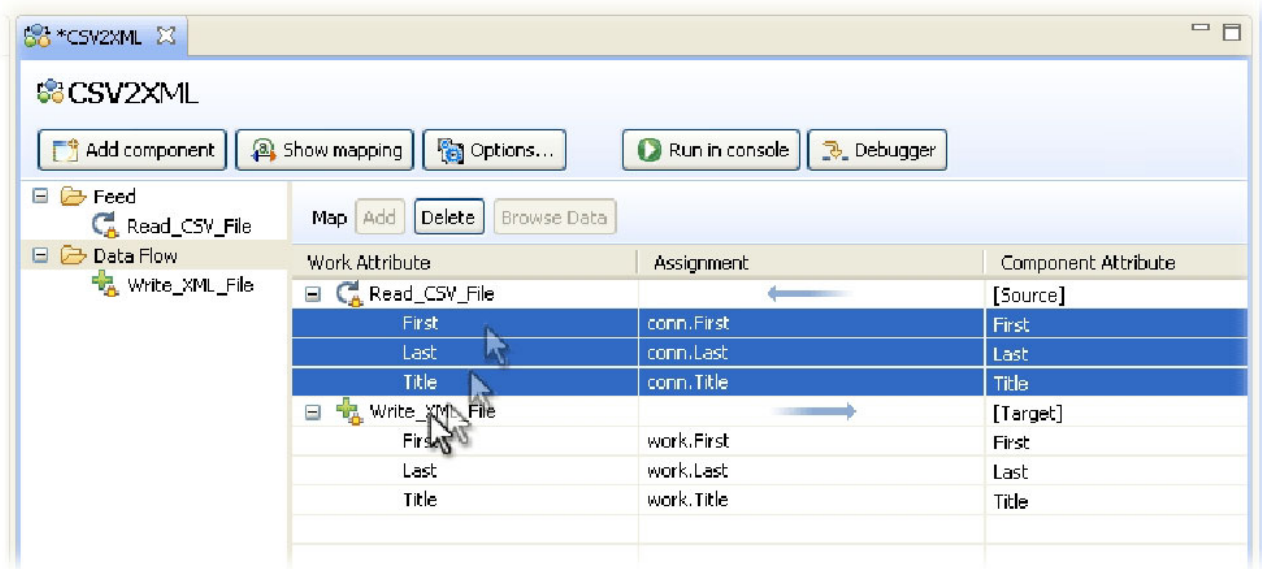 *CSV2XML
CSV2XML
Add component Show mapping Options... Run in console Debugger
Feed
Read_CSV_File
Data Flow
Write_XML_File
Map Add Delete Browse Data
Work Attribute Assignment Component Attribute
Read_CSV_File [Source]
First conn.First First
Last conn.Last Last
Title conn.Title Title
Write_XML_File [Target]
First work.First First
Last work.Last Last
Title work.Title Title